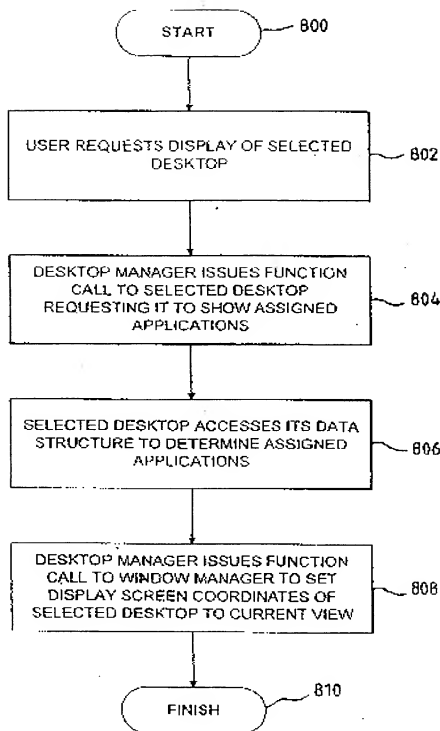 START
800
USER REQUESTS DISPLAY OF SELECTED
DESKTOP
802
DESKTOP MANAGER ISSUES FUNCTION
CALL TO SELECTED DESKTOP
REQUESTING IT TO SHOW ASSIGNED
APPLICATIONS
804
SELECTED DESKTOP ACCESSES ITS DATA
STRUCTURE TO DETERMINE ASSIGNED
APPLICATIONS
806
DESKTOP MANAGER ISSUES FUNCTION
CALL TO WINDOW MANAGER TO SET
DISPLAY SCREEN COORDINATES OF
SELECTED DESKTOP TO CURRENT VIEW
808
FINISH
810